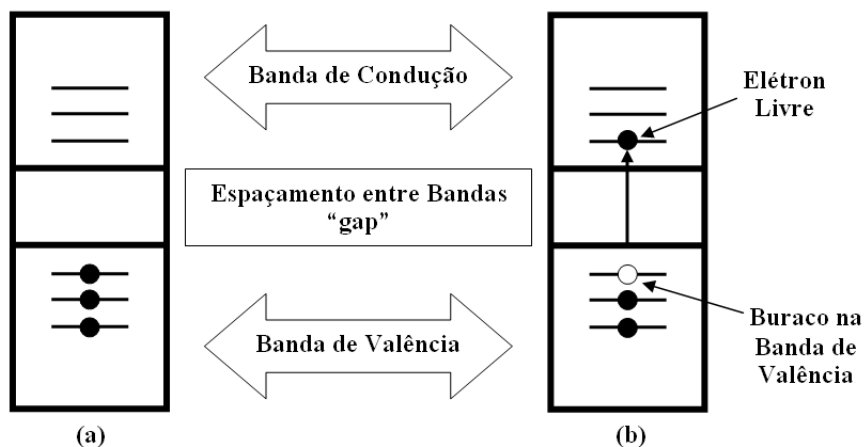 Banda de Condução
Elétron
Livre
Espaçamento entre Bandas
“gap”
Banda de Valência
Buraco na
Banda de
Valência
(a)
(b)